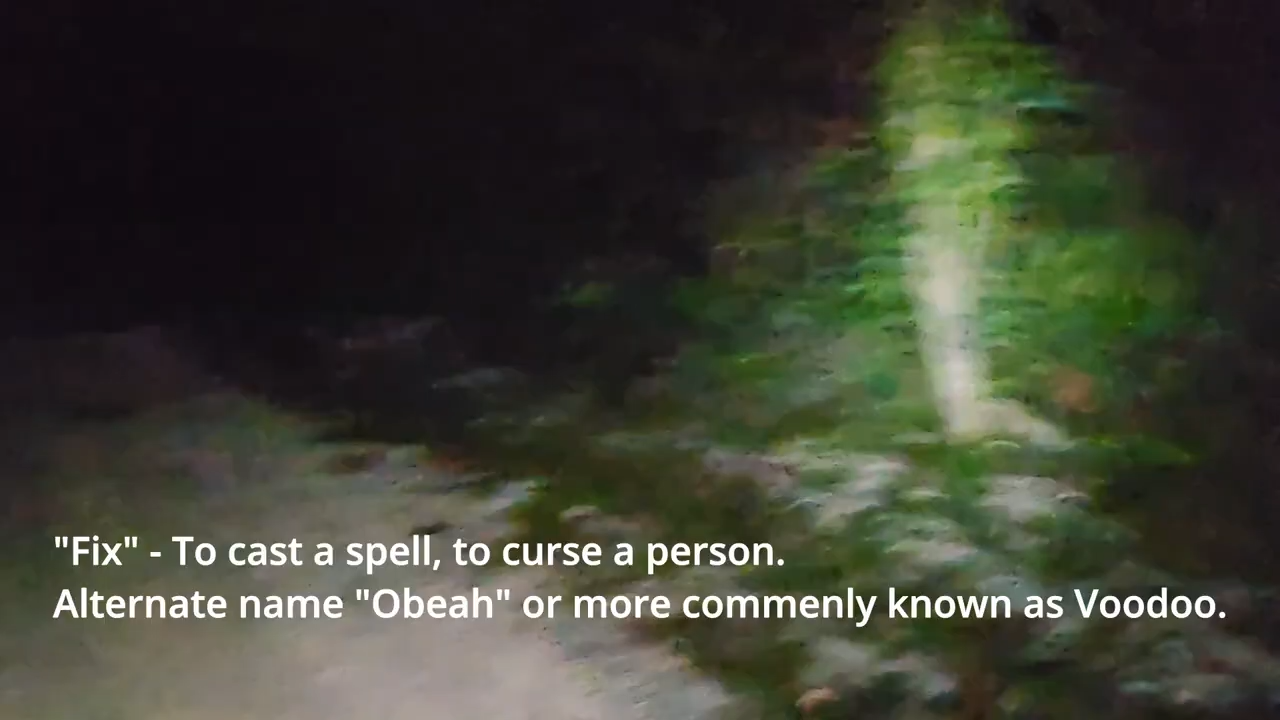 "Fix" - To cast a spell, to curse a person.
Alternate name "Obeah" or more commenly known as Voodoo.